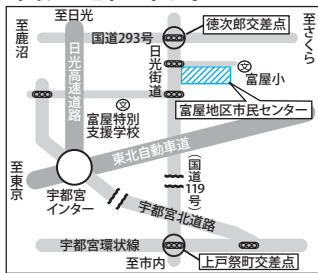 至日光
徳次郎交差点
至鹿沼
国道293号
至さくら
日光高速道路
日光街道
文
富屋小
文
富屋特別
支援学校
富屋地区市民センター
東北自動車道
至東京
宇都宮
インター
(国道119号)
宇都宮北道路
宇都宮環状線
上戸祭町交差点
至市内